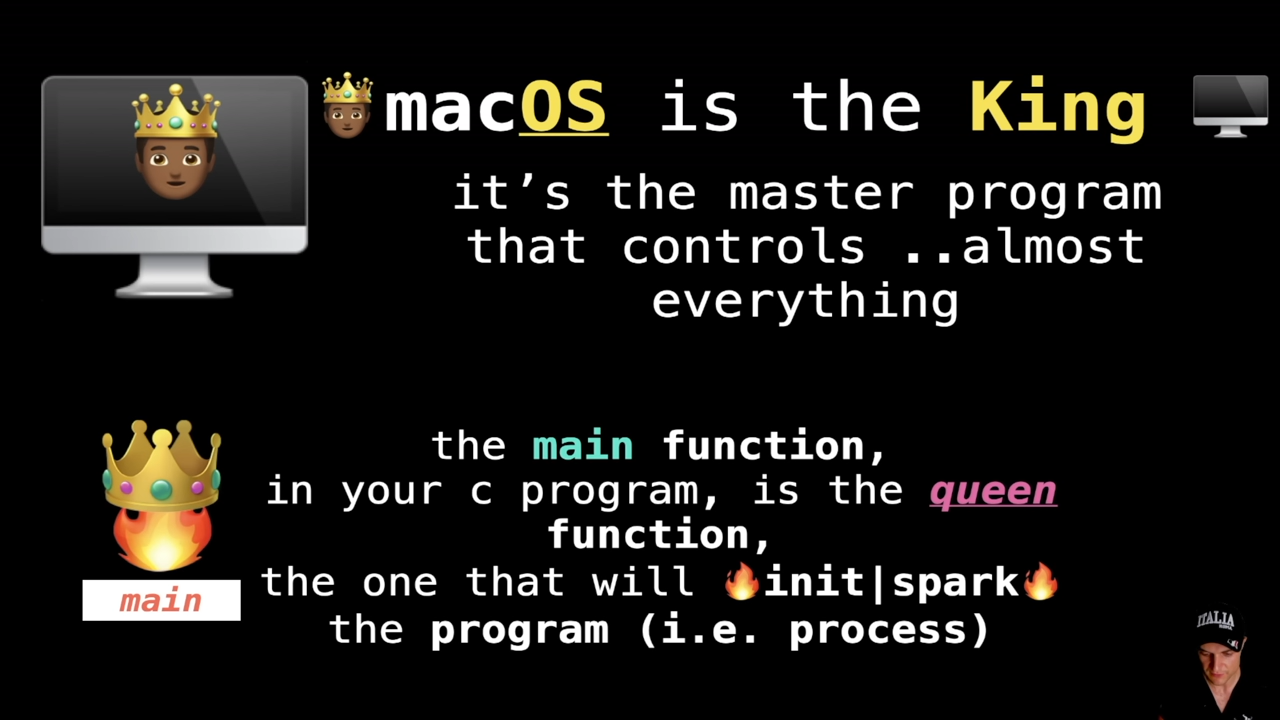 macOS is the King
it’s the master program
that controls ..almost
everything
the main function,
in your c program, is the queen
function,
the one that will 🔥init|spark🔥
the program (i.e. process)
main
ITALIA